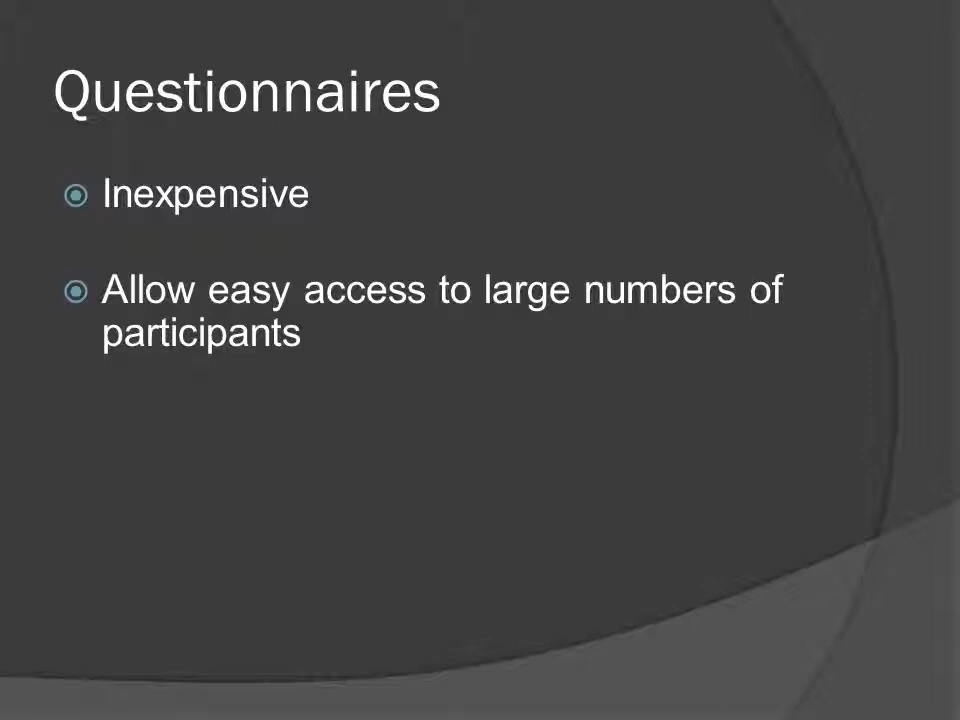 Questionnaires
Inexpensive
Allow easy access to large numbers of
participants